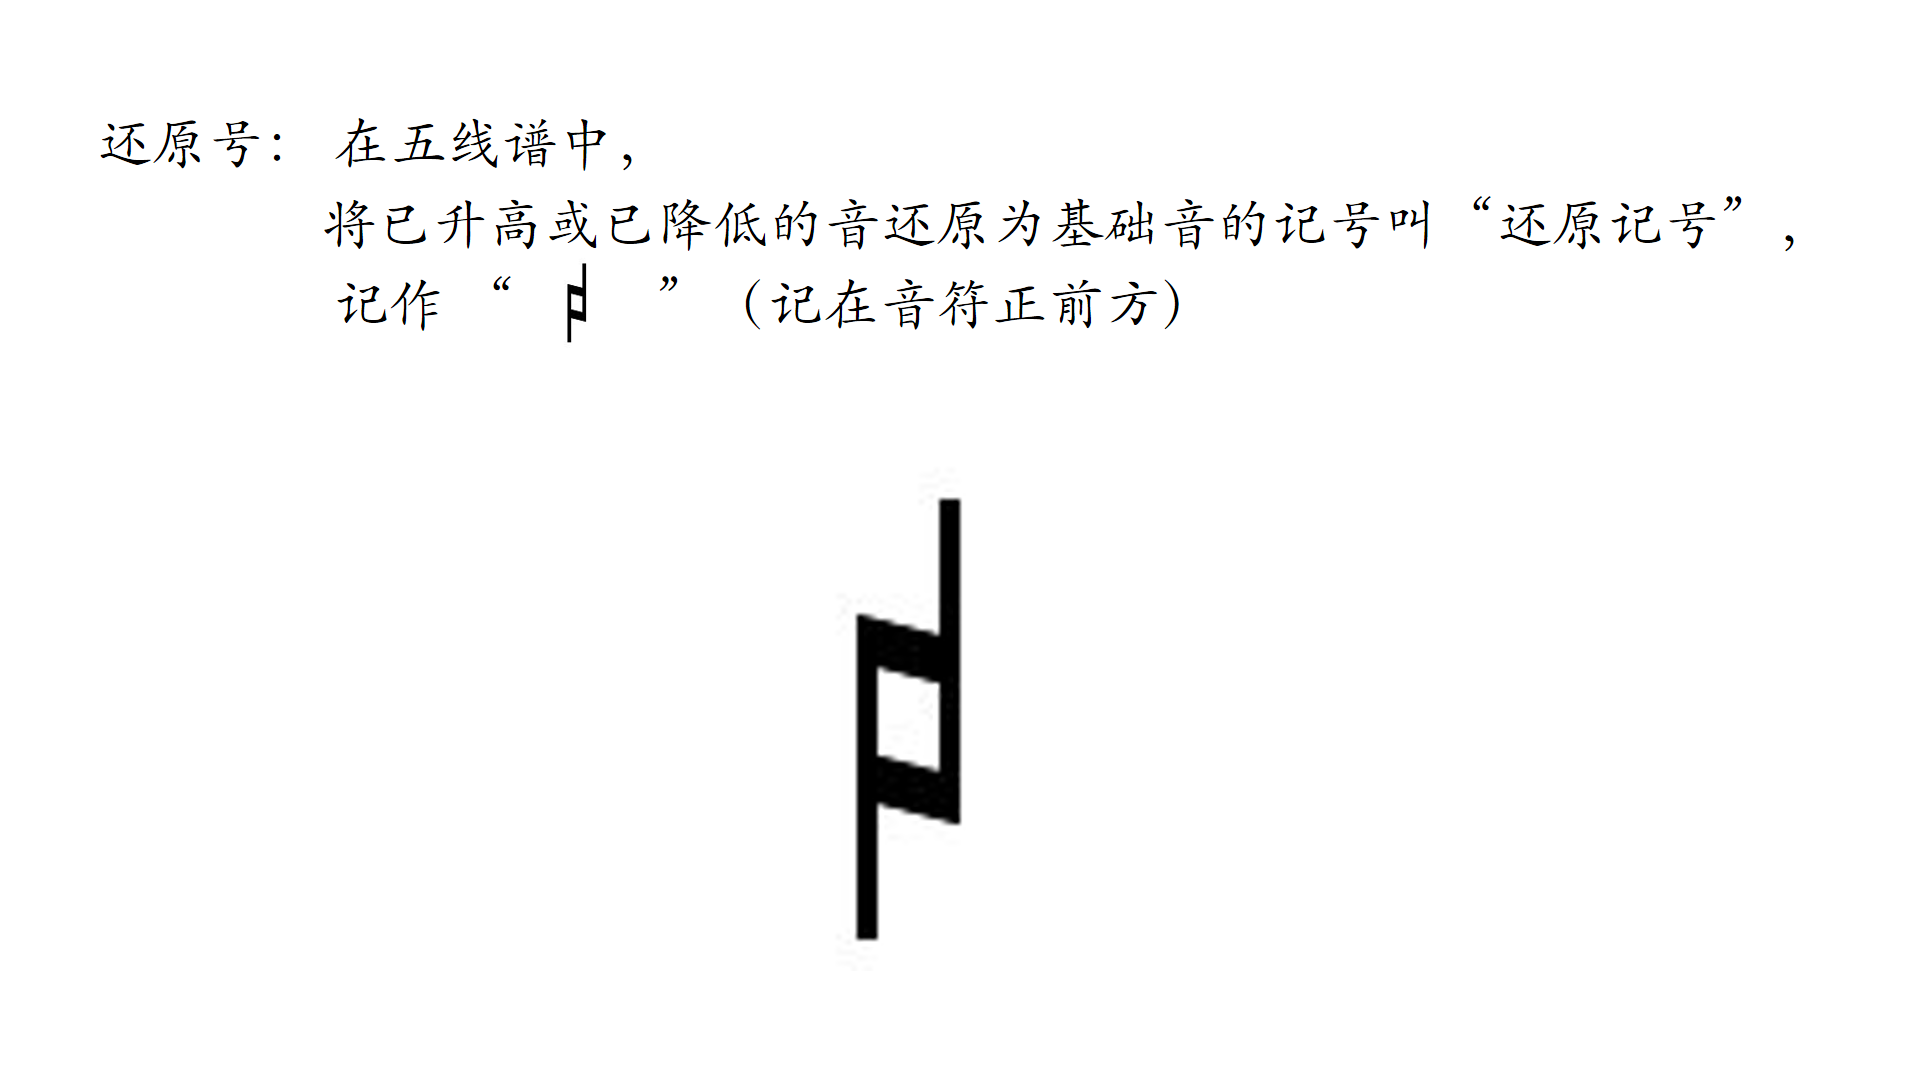 还原号： 在五线谱中，
将已升高或已降低的音还原为基础音的记号叫“还原记号”，
记作 “ ♮ ” （记在音符正前方）